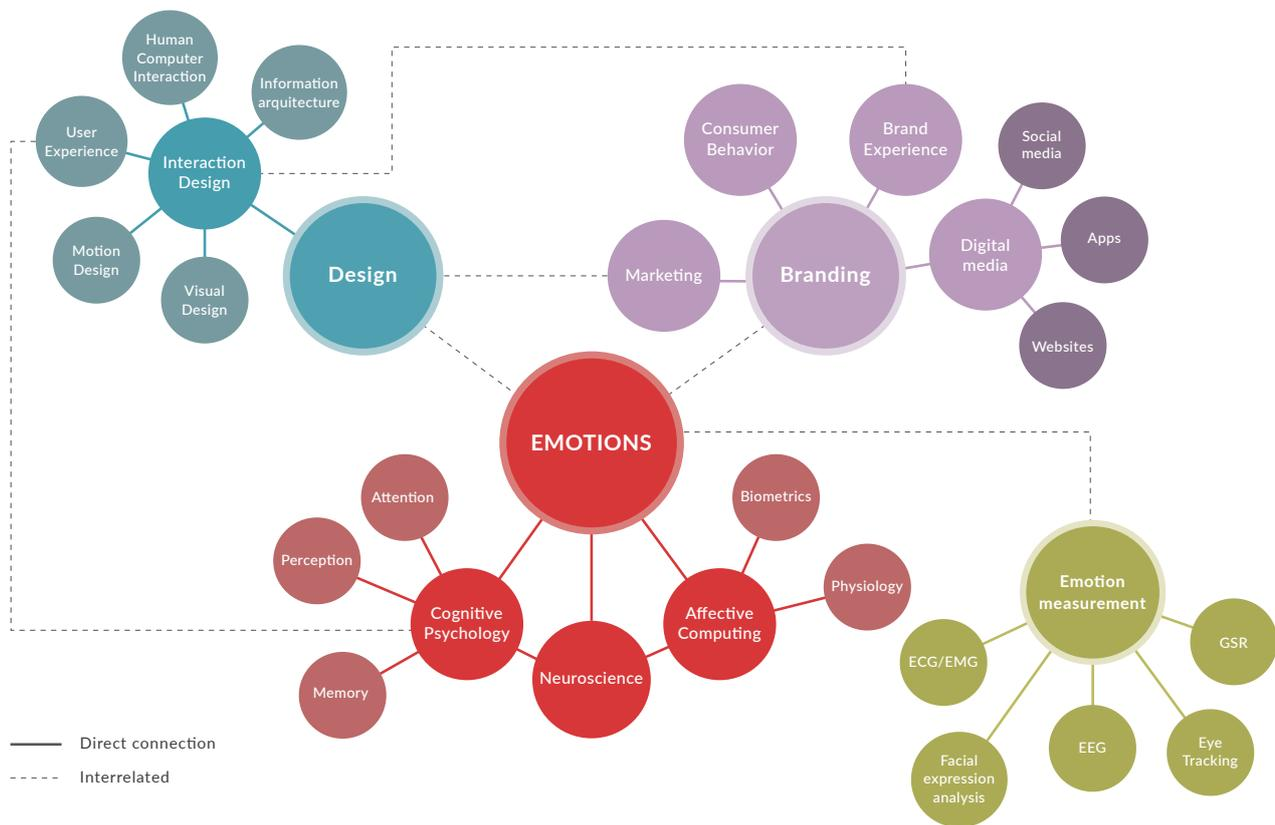 Human
Computer
Interaction
Information
arquitecture
User
Experience
Interaction
Design
Motion
Design
Visual
Design
Design
Consumer
Behavior
Brand
Experience
Social
media
Marketing
Branding
Digital
media
Apps
Websites
EMOTIONS
Attention
Perception
Cognitive
Psychology
Memory
Neuroscience
Affective
Computing
Biometrics
Physiology
Emotion
measurement
ECG/EMG
GSR
Facial
expression
analysis
EEG
Eye
Tracking
Direct connection
Interrelated